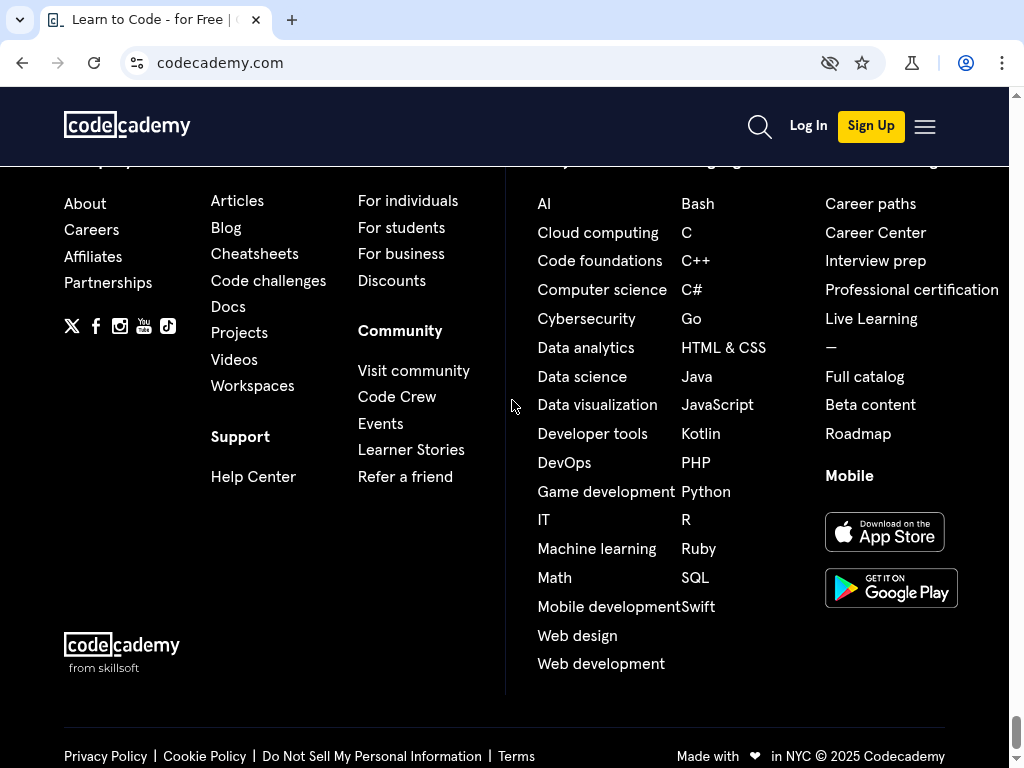 Learn to Code - for Free |
codecademy.com
codecademy
Log In
Sign Up
About
Careers
Affiliates
Partnerships
Articles
Blog
Cheatsheets
Code challenges
Docs
Projects
Videos
Workspaces
Support
Help Center
For individuals
For students
For business
Discounts
Community
Visit community
Code Crew
Events
Learner Stories
Refer a friend
AI
Cloud computing
Code foundations
Computer science
Cybersecurity
Data analytics
Data science
Data visualization
Developer tools
DevOps
Game development
IT
Machine learning
Math
Mobile development
Web design
Web development
Bash
C
C++
C#
Go
HTML & CSS
Java
JavaScript
Kotlin
PHP
Python
R
Ruby
SQL
Swift
Career paths
Career Center
Interview prep
Professional certification
Live Learning
—
Full catalog
Beta content
Roadmap
Mobile
Download on the
App Store
GET IT ON
Google Play
codecademy
from skillsoft
Privacy Policy | Cookie Policy | Do Not Sell My Personal Information | Terms
Made with ❤ in NYC © 2025 Codecademy